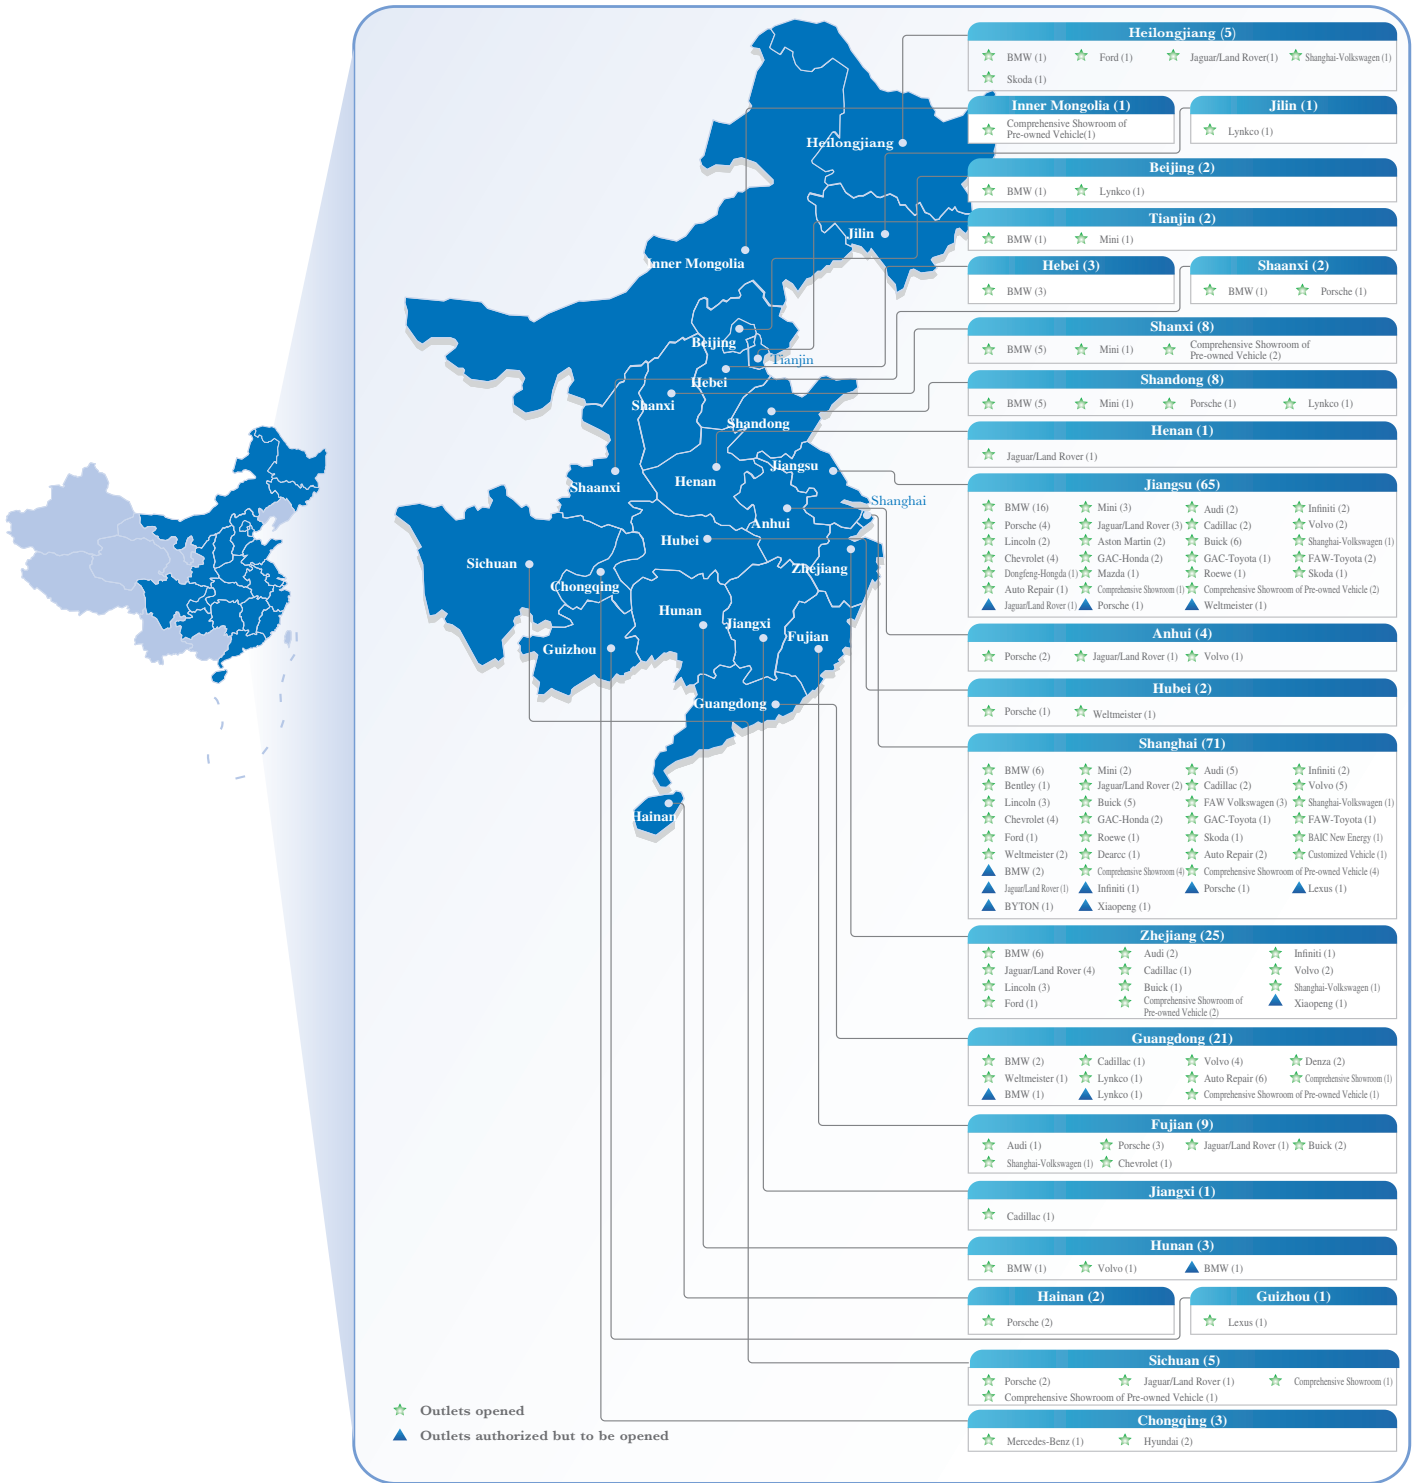 Heilongjiang (5)
BMW (1) Ford (1) Jaguar/Land Rover(1) Shanghai-Volkswagen (1)
Skoda (1)
Inner Mongolia (1) Jilin (1)
Comprehensive Showroom of
Pre-owned Vehicle(1)
Lynkco (1)
Beijing (2)
BMW (1) Lynkco (1)
Tianjin (2)
BMW (1) Mini (1)
Hebei (3) Shaanxi (2)
BMW (3) BMW (1) Porsche (1)
Shanxi (8)
BMW (5) Mini (1) Comprehensive Showroom of
Pre-owned Vehicle (2)
Shandong (8)
BMW (5) Mini (1) Porsche (1) Lynkco (1)
Henan (1)
Jaguar/Land Rover (1)
Jiangsu (65)
BMW (16) Mini (3) Audi (2) Infiniti (2)
Porsche (4) Jaguar/Land Rover (3) Cadillac (2) Volvo (2)
Lincoln (2) Aston Martin (2) Buick (6) Shanghai-Volkswagen (1)
Chevrolet (4) GAC-Honda (2) GAC-Toyota (1) FAW-Toyota (2)
Dongfeng-Hongda (1) Mazda (1) Roewe (1) Skoda (1)
Auto Repair (1) Comprehensive Showroom (1) Comprehensive Showroom of Pre-owned Vehicle (2)
Jaguar/Land Rover (1) Porsche (1) Weltmeister (1)
Anhui (4)
Porsche (2) Jaguar/Land Rover (1) Volvo (1)
Hubei (2)
Porsche (1) Weltmeister (1)
Shanghai (71)
BMW (6) Mini (2) Audi (5) Infiniti (2)
Bentley (1) Jaguar/Land Rover (2) Cadillac (2) Volvo (5)
Lincoln (3) Buick (5) FAW Volkswagen (3) Shanghai-Volkswagen (1)
Chevrolet (4) GAC-Honda (2) GAC-Toyota (1) FAW-Toyota (1)
Ford (1) Roewe (1) Skoda (1) BAIC New Energy (1)
Weltmeister (2) Dearcc (1) Auto Repair (2) Customized Vehicle (1)
BMW (2) Comprehensive Showroom (4) Comprehensive Showroom of Pre-owned Vehicle (4)
Jaguar/Land Rover (1) Infiniti (1) Porsche (1) Lexus (1)
BYTON (1) Xiaopeng (1)
Zhejiang (25)
BMW (6) Audi (2) Infiniti (1)
Jaguar/Land Rover (4) Cadillac (1) Volvo (2)
Lincoln (3) Buick (1) Shanghai-Volkswagen (1)
Ford (1) Comprehensive Showroom of
Pre-owned Vehicle (2)
Xiaopeng (1)
Guangdong (21)
BMW (2) Cadillac (1) Volvo (4) Denza (2)
Weltmeister (1) Lynkco (1) Auto Repair (6) Comprehensive Showroom (1)
BMW (1) Lynkco (1) Comprehensive Showroom of Pre-owned Vehicle (1)
Fujian (9)
Audi (1) Porsche (3) Jaguar/Land Rover (1) Buick (2)
Shanghai-Volkswagen (1) Chevrolet (1)
Jiangxi (1)
Cadillac (1)
Hunan (3)
BMW (1) Volvo (1) BMW (1)
Hainan (2) Guizhou (1)
Porsche (2) Lexus (1)
Sichuan (5)
Porsche (2) Jaguar/Land Rover (1) Comprehensive Showroom (1)
Comprehensive Showroom of Pre-owned Vehicle (1)
Chongqing (3)
Mercedes-Benz (1) Hyundai (2)
Heilongjiang
Jilin
Inner Mongolia
Beijing
Tianjin
Hebei
Shanxi
Shandong
Jiangsu
Henan
Shaanxi
Shanghai
Anhui
Hubei
Sichuan
Zhejiang
Chongqing
Hunan
Jiangxi
Fujian
Guizhou
Guangdong
Hainan
Outlets opened
Outlets authorized but to be opened